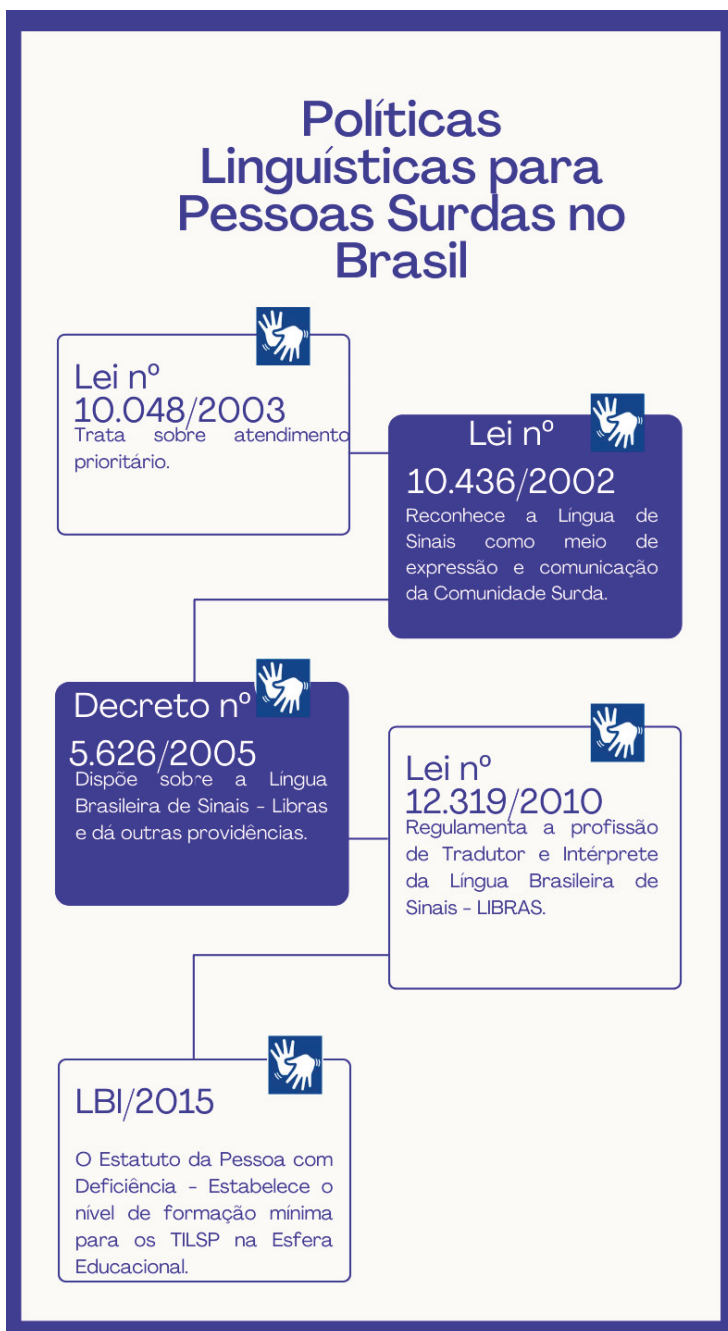 Políticas
Linguísticas para
Pessoas Surdas no
Brasil
Lei nº
10.048/2003
Trata sobre atendimento
prioritário.
Lei nº
10.436/2002
Reconhece a Língua de
Sinais como meio de
expressão e comunicação
da Comunidade Surda.
Decreto nº
5.626/2005
Dispõe sobre a Língua
Brasileira de Sinais – Libras
e dá outras providências.
Lei nº
12.319/2010
Regulamenta a profissão
de Tradutor e Intérprete
da Língua Brasileira de
Sinais – LIBRAS.
LBI/2015
O Estatuto da Pessoa com
Deficiência – Estabelece o
nível de formação mínima
para os TILSP na Esfera
Educacional.